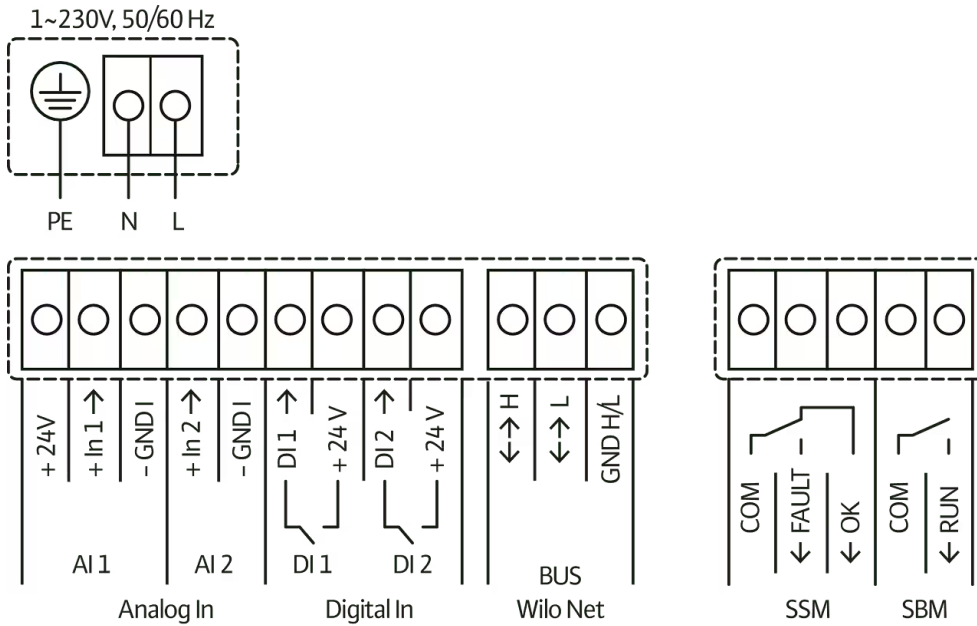 1~230V, 50/60 Hz
PE
N
L
+ 24V
+ In 1 →
– GND I
+ In 2 →
– GND I
DI 1 →
+ 24 V
DI 2 →
+ 24 V
H
L
GND H/L
COM
FAULT
OK
COM
RUN
AI 1
AI 2
DI 1
DI 2
BUS
Analog In
Digital In
Wilo Net
SSM
SBM